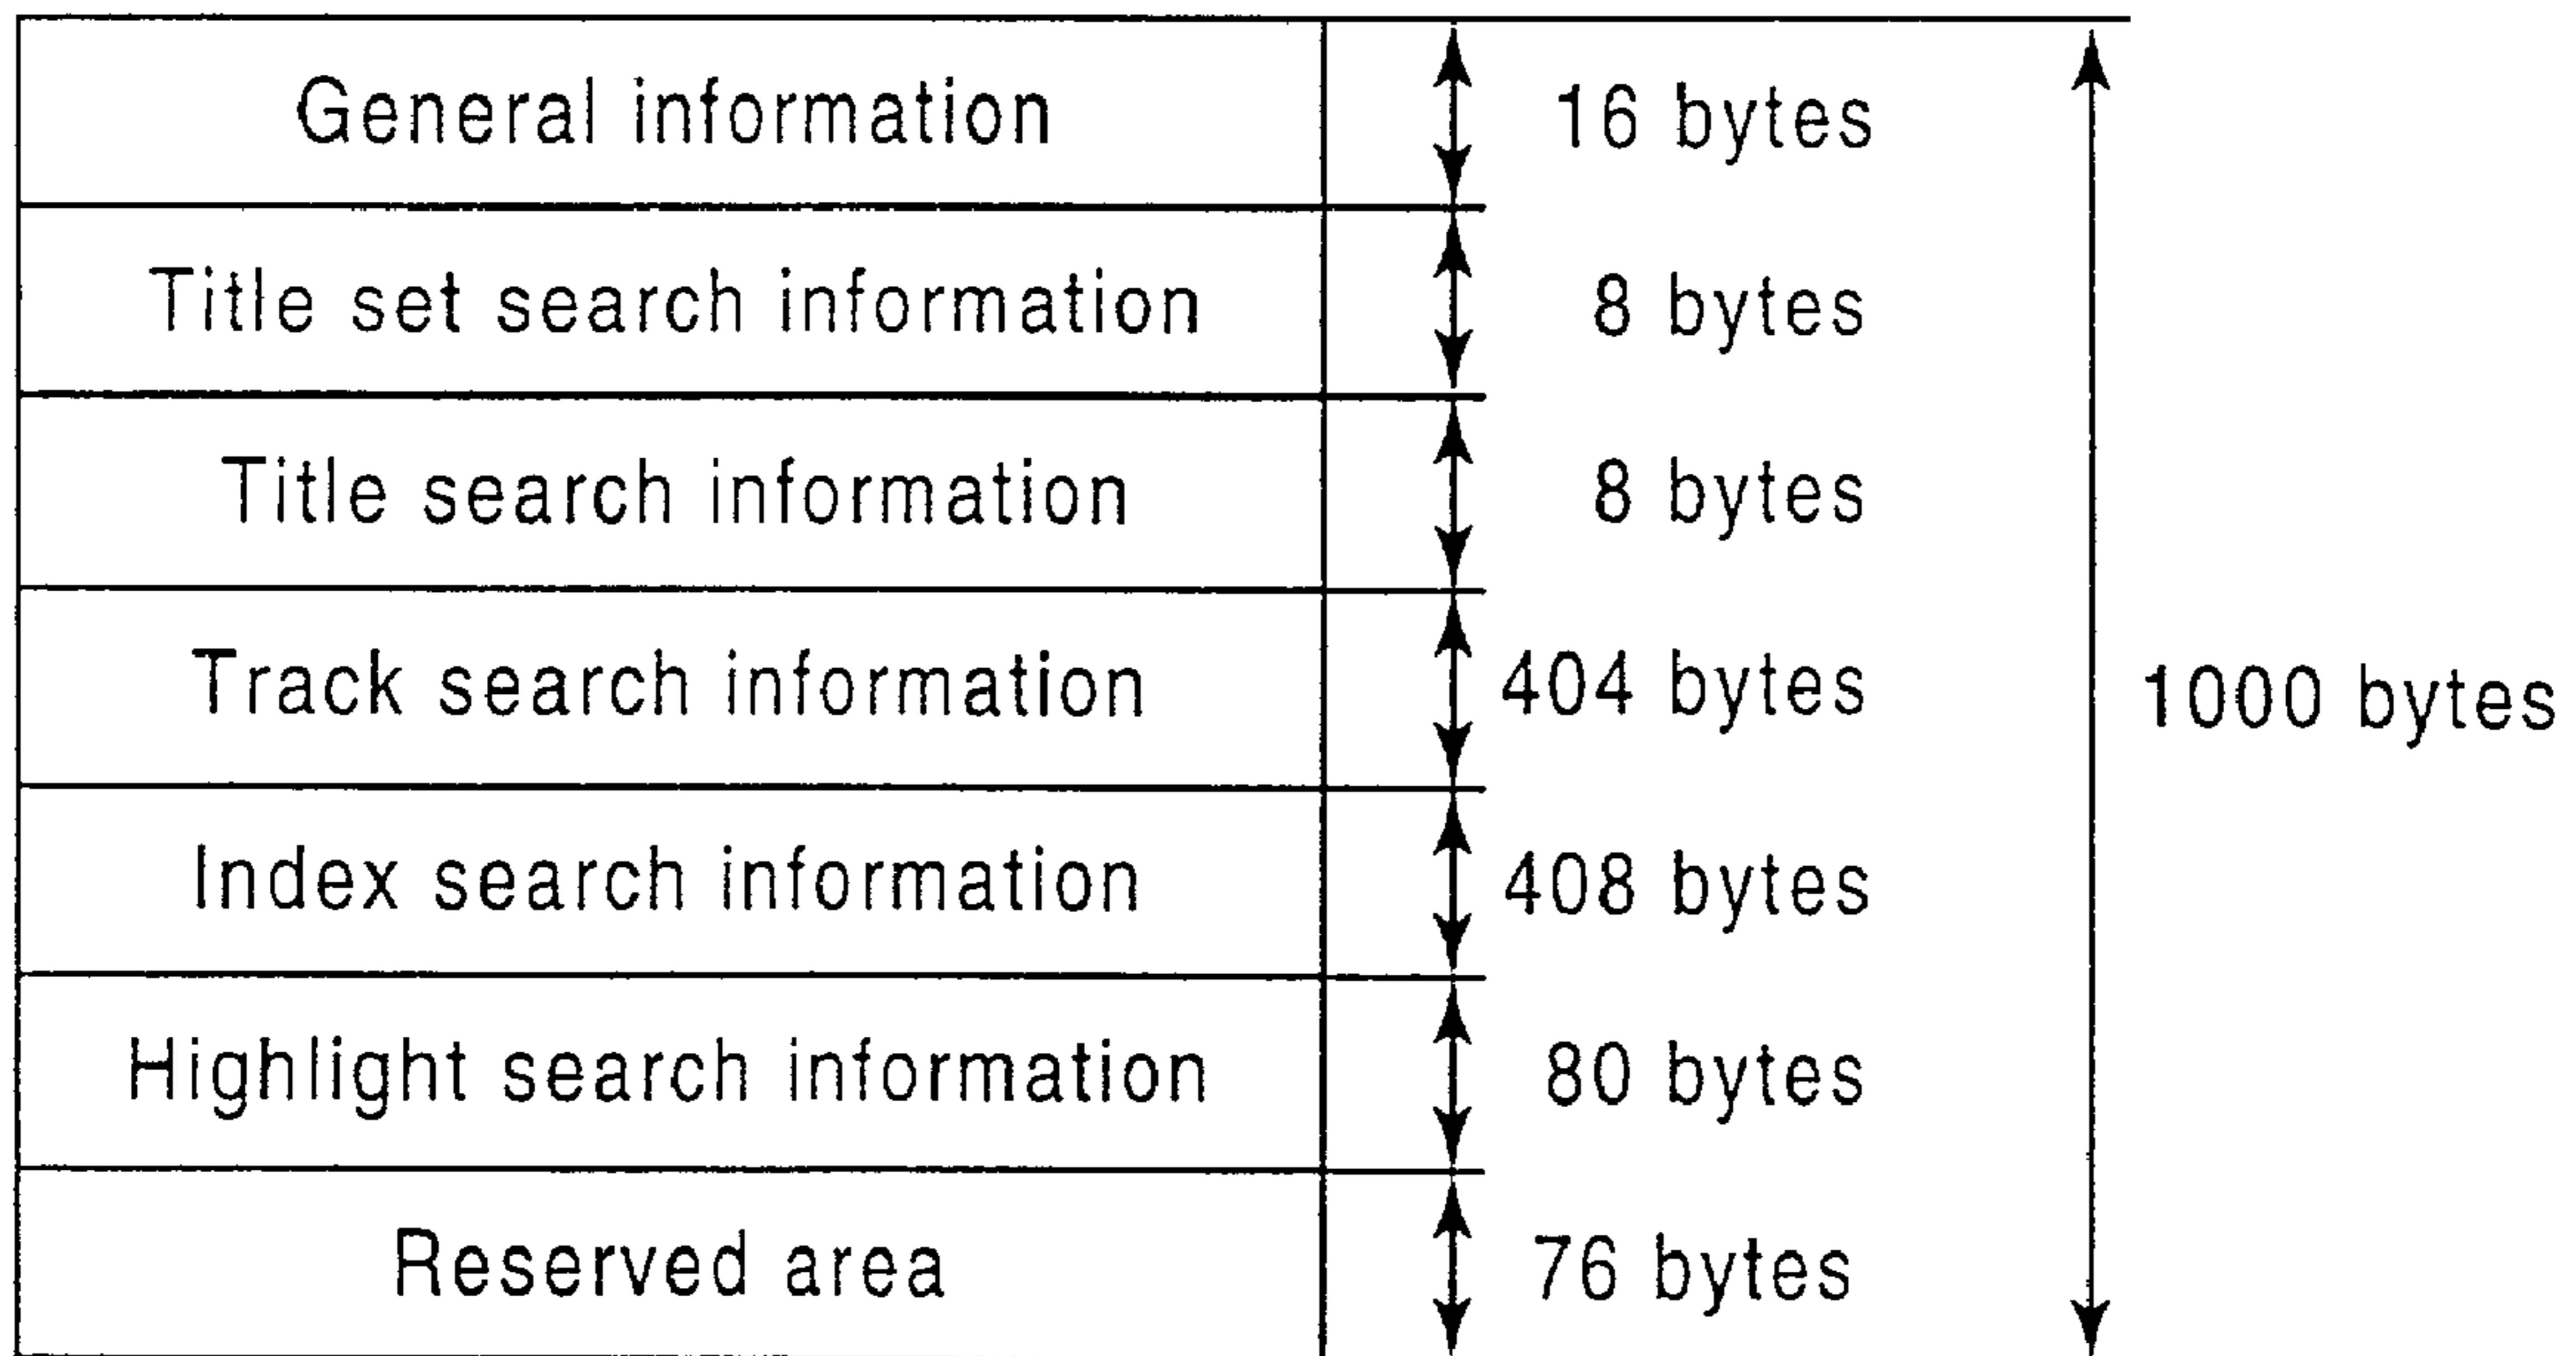 General information 16 bytes
Title set search information 8 bytes
Title search information 8 bytes
Track search information 404 bytes
1000 bytes
Index search information 408 bytes
Highlight search information 80 bytes
Reserved area 76 bytes